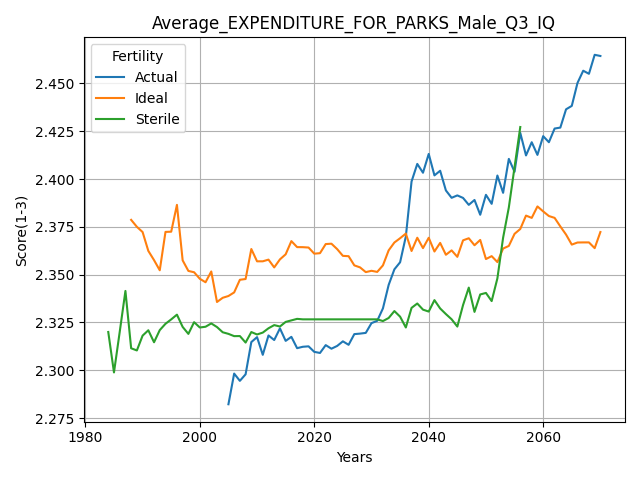 Average_EXPENDITURE_FOR_PARKS_Male_Q3_IQ
Fertility
Actual
Ideal
Sterile
Score(1-3)
2.450
2.425
2.400
2.375
2.350
2.325
2.300
2.275
1980 2000 2020 2040 2060
Years